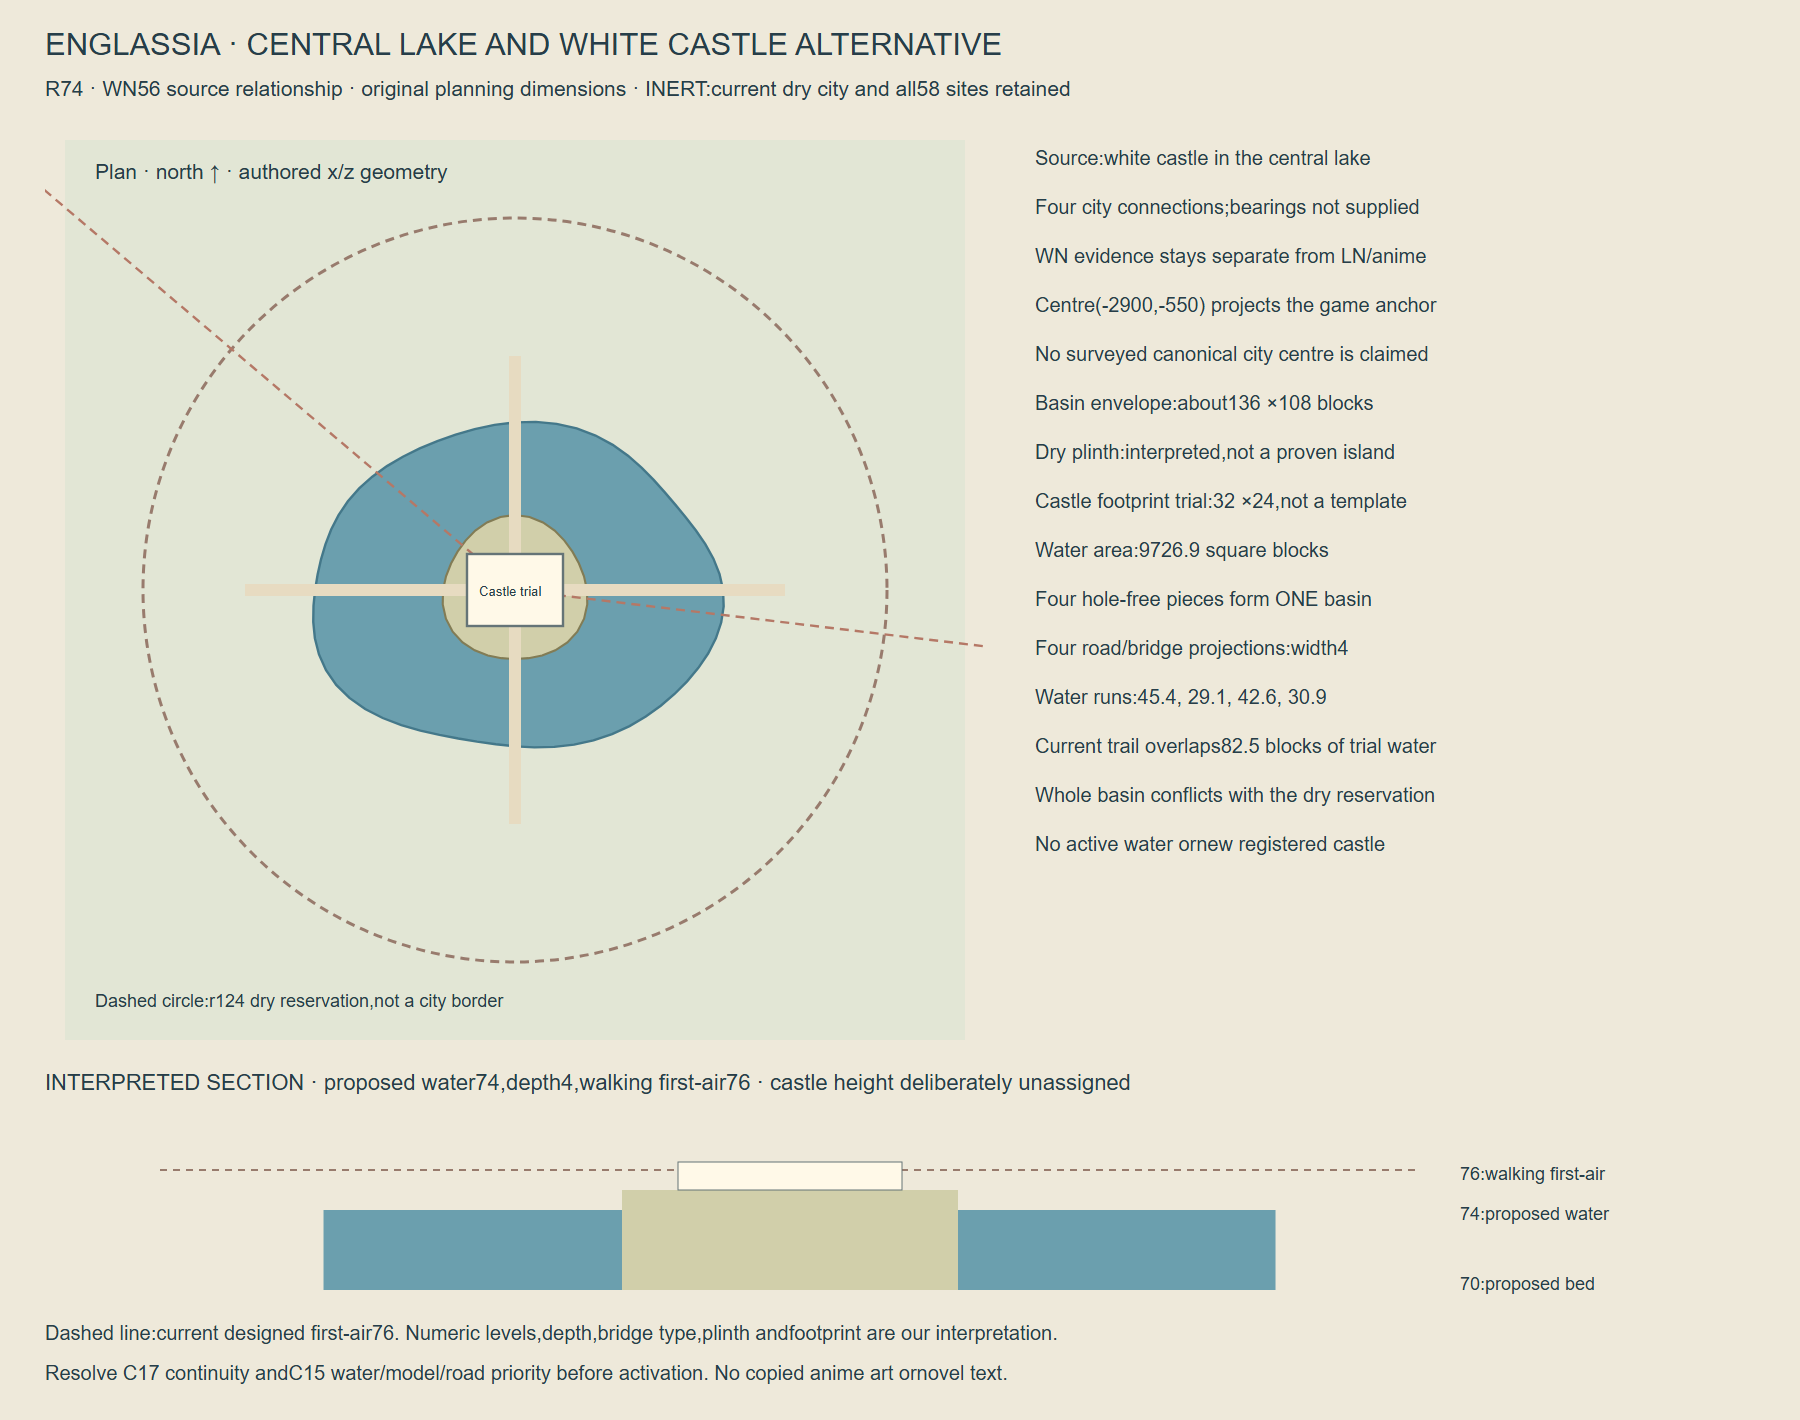 ENGLASSIA · CENTRAL LAKE AND WHITE CASTLE ALTERNATIVE
R74 · WN56 source relationship · original planning dimensions · INERT:current dry city and all58 sites retained
Plan · north ↑ · authored x/z geometry
Castle trial
Dashed circle:r124 dry reservation,not a city border
Source:white castle in the central lake
Four city connections;bearings not supplied
WN evidence stays separate from LN/anime
Centre(-2900,-550) projects the game anchor
No surveyed canonical city centre is claimed
Basin envelope:about136 ×108 blocks
Dry plinth:interpreted,not a proven island
Castle footprint trial:32 ×24,not a template
Water area:9726.9 square blocks
Four hole-free pieces form ONE basin
Four road/bridge projections:width4
Water runs:45.4, 29.1, 42.6, 30.9
Current trail overlaps82.5 blocks of trial water
Whole basin conflicts with the dry reservation
No active water ornew registered castle
INTERPRETED SECTION · proposed water74,depth4,walking first-air76 · castle height deliberately unassigned
76:walking first-air
74:proposed water
70:proposed bed
Dashed line:current designed first-air76. Numeric levels,depth,bridge type,plinth andfootprint are our interpretation.
Resolve C17 continuity andC15 water/model/road priority before activation. No copied anime art ornovel text.